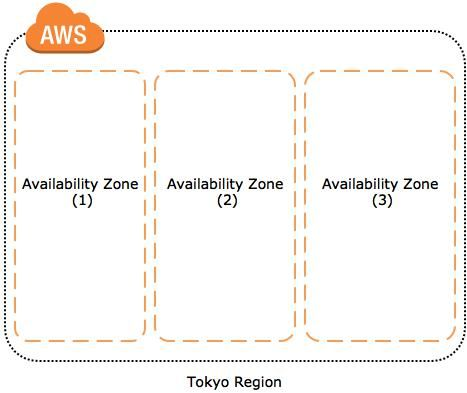 AWS
Availability Zone
(1)
Availability Zone
(2)
Availability Zone
(3)
Tokyo Region